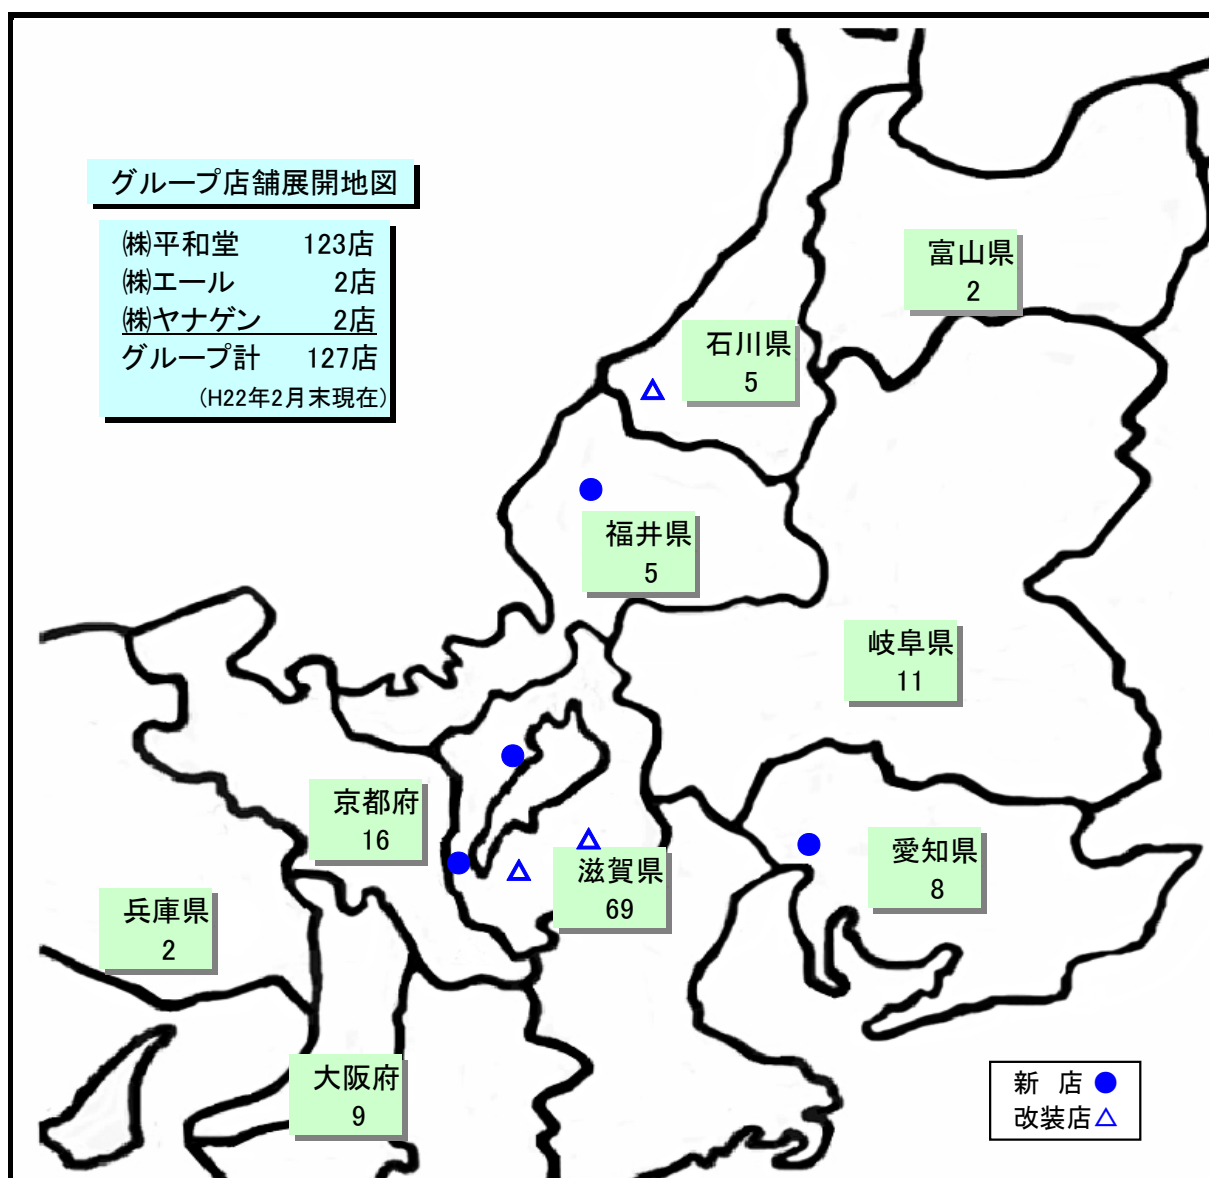 グループ店舗展開地図
㈱平和堂 123店
㈱エール 2店
㈱ヤナゲン 2店
グループ計 127店
(H22年2月末現在)
富山県
2
石川県
5
福井県
5
岐阜県
11
京都府
16
滋賀県
69
愛知県
8
兵庫県
2
大阪府
9
新 店
改装店